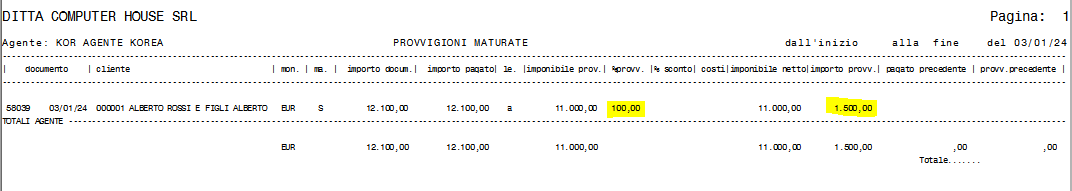 DITTA COMPUTER HOUSE SRL Pagina: 1
Agente: KOR AGENTE KOREA PROVVIGIONI MATURATE dall'inizio alla fine del 03/01/24
| documento | cliente | mon. | ma. | importo docum.| importo pagato| le. |imponibile prov.| %provv. |% sconto| costi|imponibile netto|importo provv.| pagato precedente | provv.precedente |
58039 03/01/24 000001 ALBERTO ROSSI E FIGLI ALBERTO EUR S 12.100,00 12.100,00 a 11.000,00 100,00 11.000,00 1.500,00
TOTALI AGENTE
EUR 12.100,00 12.100,00 11.000,00 11.000,00 1.500,00 ,00 ,00
Totale.......